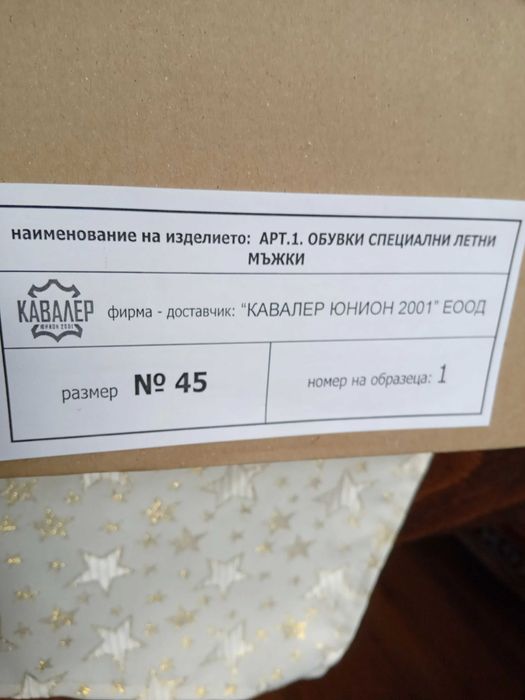 наименование на изделието: АРТ.1. ОБУВКИ СПЕЦИАЛНИ ЛЕТНИ
МЪЖКИ
КАВАЛЕР
ЮНИОН 2001
фирма - доставчик: "КАВАЛЕР ЮНИОН 2001" ЕООД
размер № 45
номер на образеца: 1